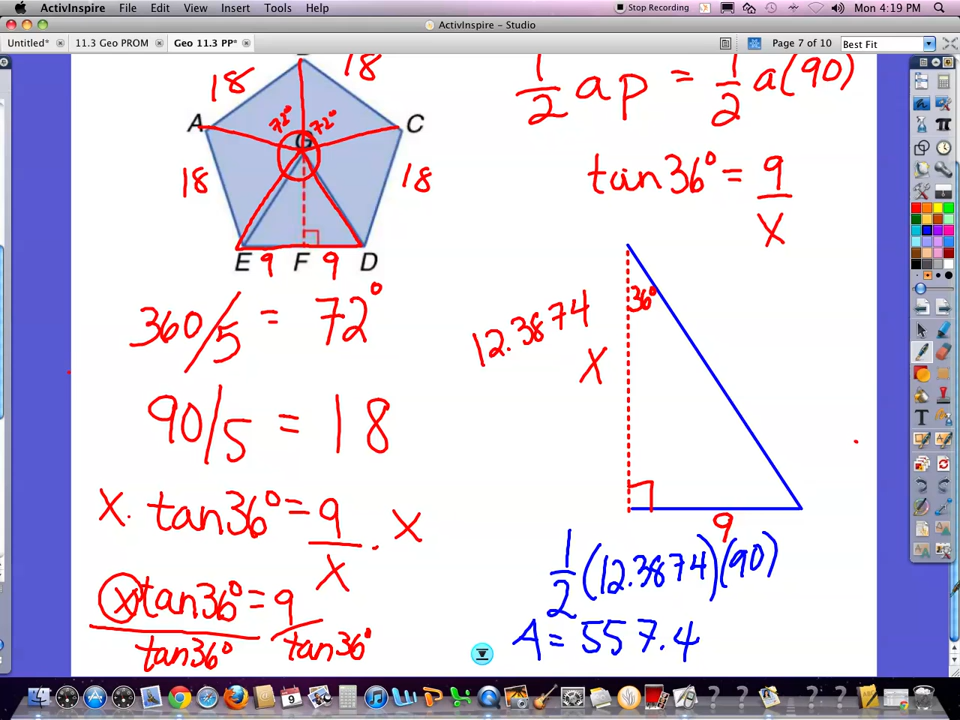 ActivInspire File Edit View Insert Tools Help Stop Recording Mon 4:19 PM
ActivInspire - Studio
Untitled* 11.3 Geo PROM Geo 11.3 PP* Page 7 of 10 Best Fit
18 18
A C
72° 72°
G
18 18
E 9 F 9 D
360/5 = 72°
90/5 = 18
x · tan36° = 9/x · x
x tan36° = 9
tan36° tan36°
1/2 ap = 1/2 a(90)
tan36° = 9/x
36°
12.3874
x
9
1/2 (12.3874)(90)
A = 557.4